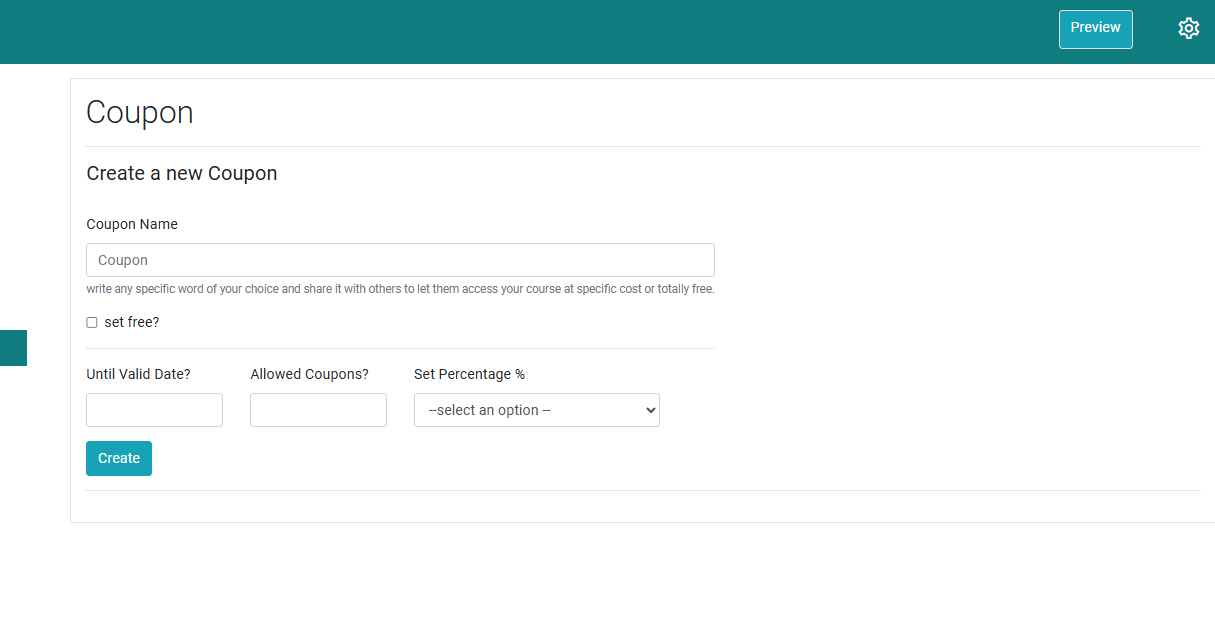 Preview
Coupon
Create a new Coupon
Coupon Name
Coupon
write any specific word of your choice and share it with others to let them access your course at specific cost or totally free.
set free?
Until Valid Date? Allowed Coupons? Set Percentage %
--select an option --
Create